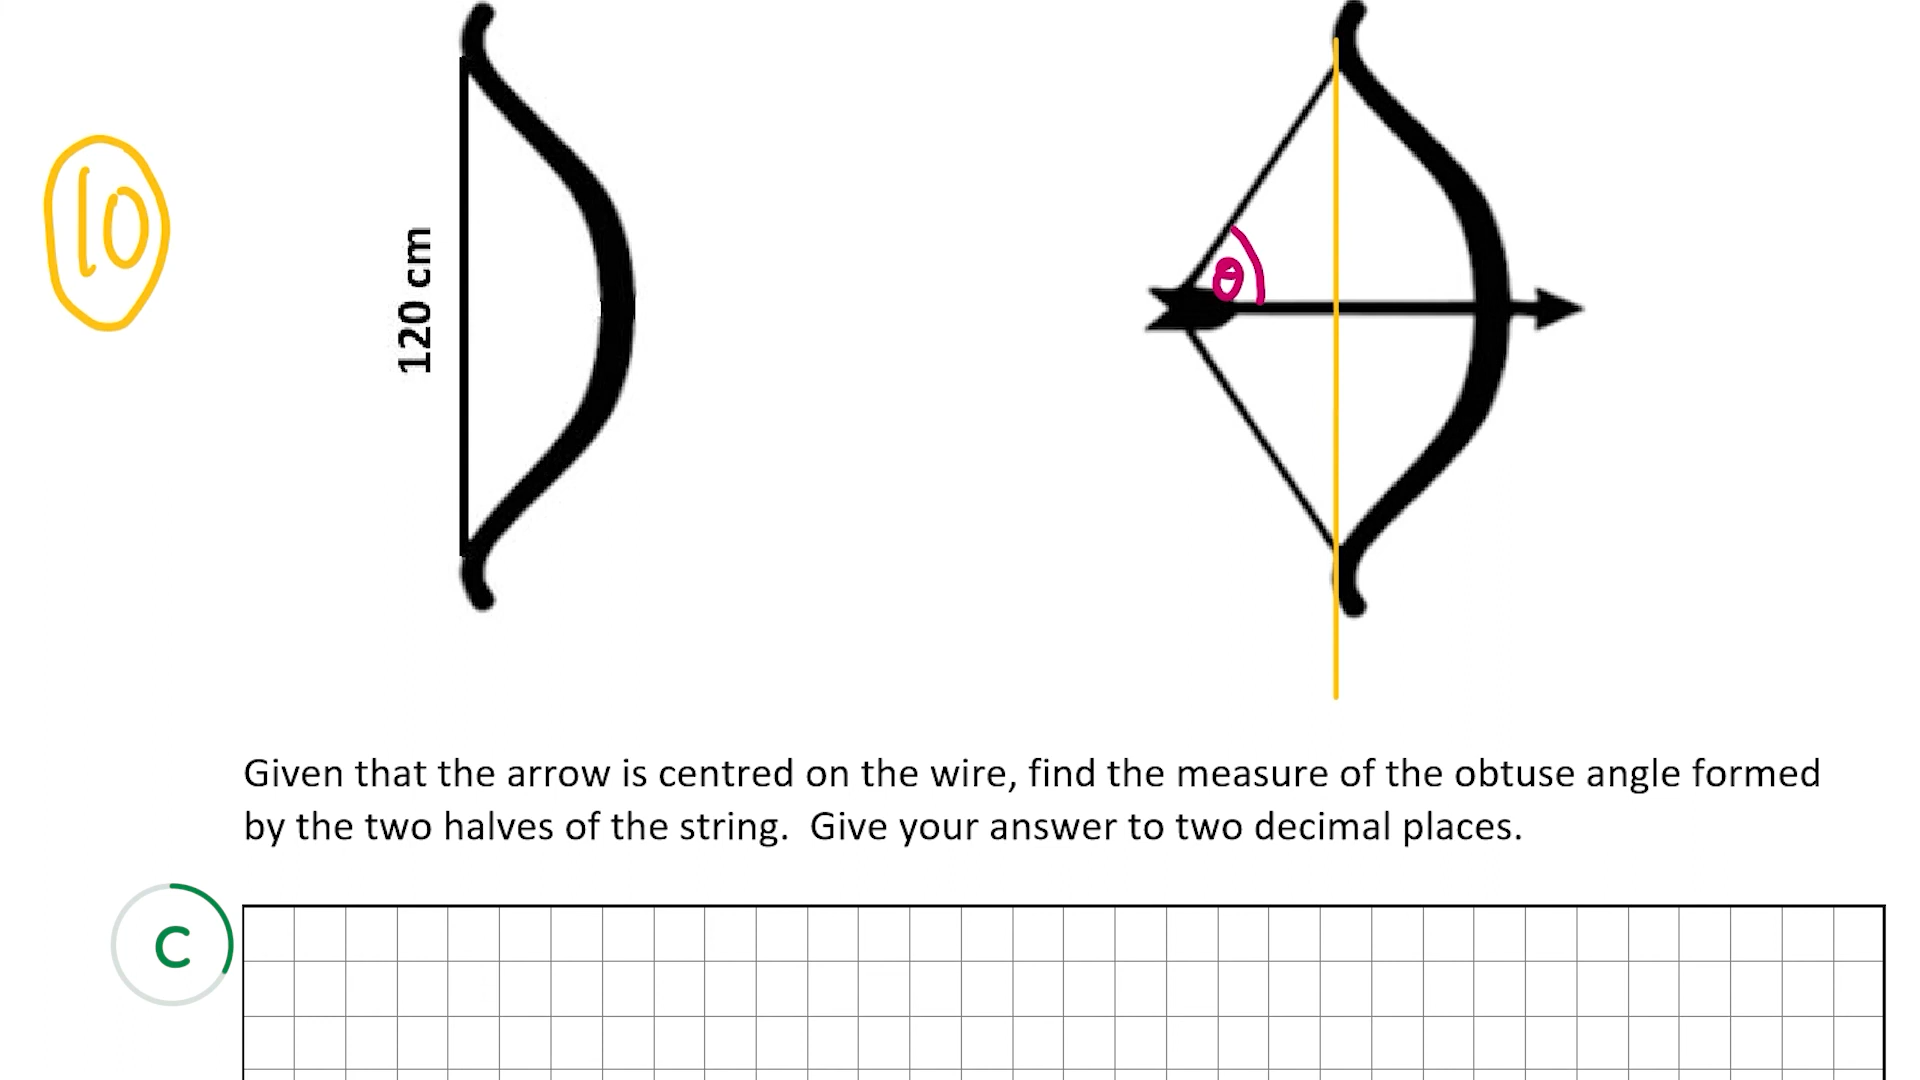 10
120 cm
θ
Given that the arrow is centred on the wire, find the measure of the obtuse angle formed
by the two halves of the string.  Give your answer to two decimal places.
C